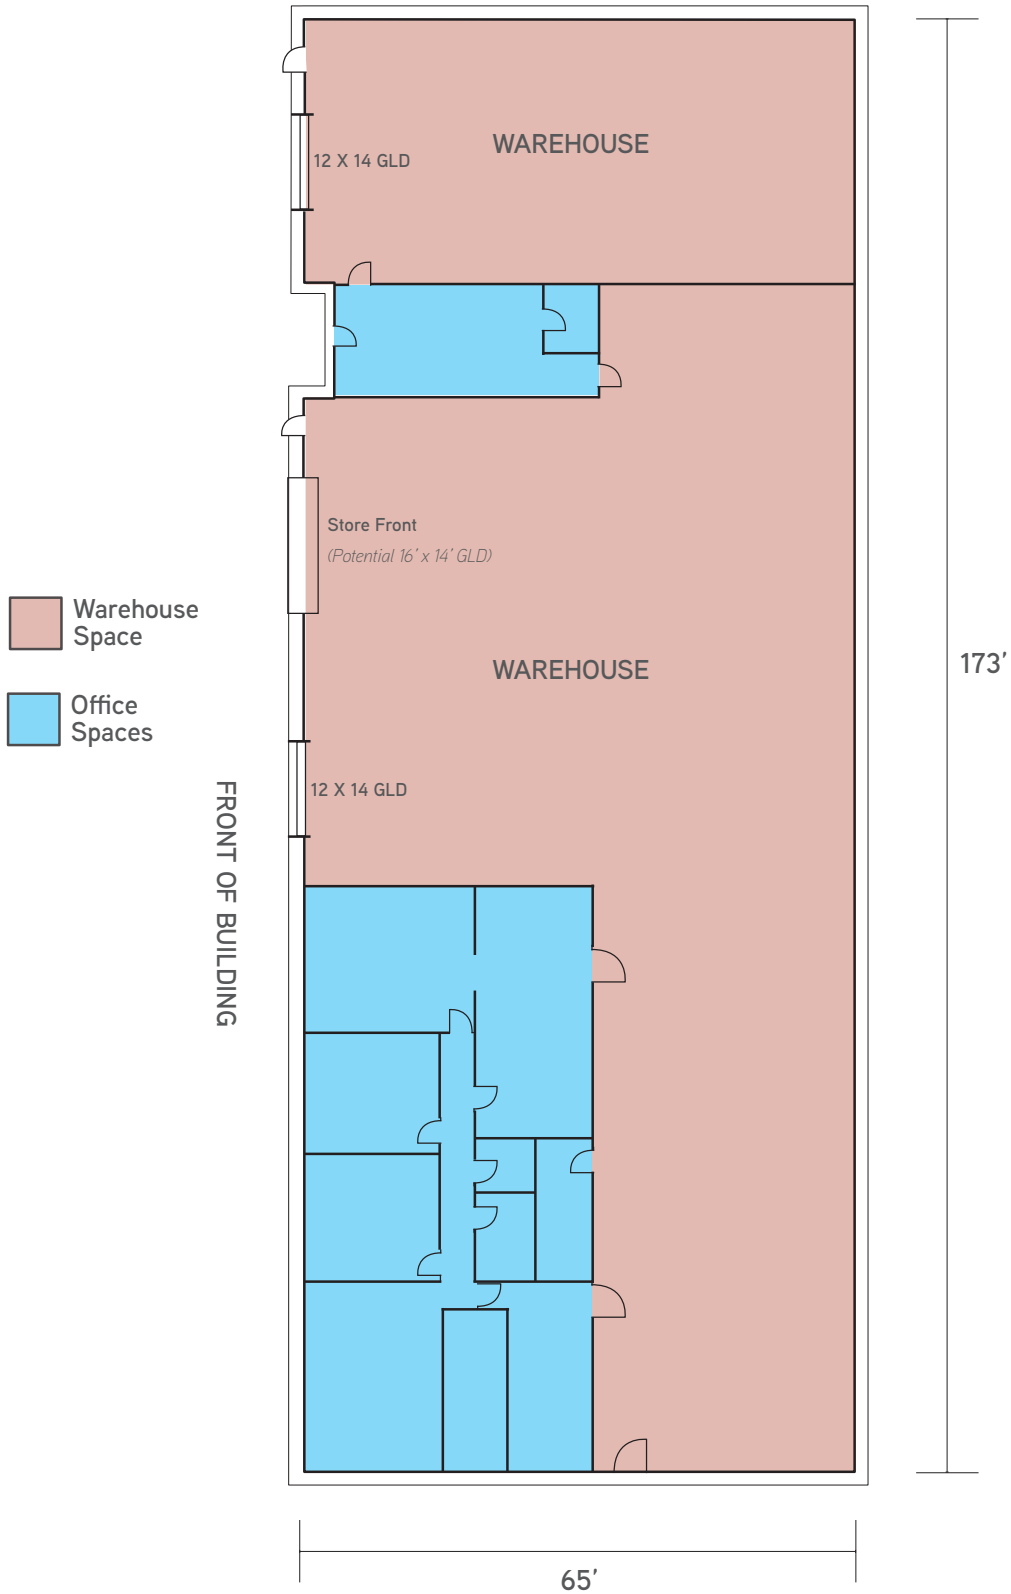 WAREHOUSE
12 X 14 GLD
Store Front
(Potential 16’ x 14’ GLD)
Warehouse
Space
WAREHOUSE
173’
Office
Spaces
12 X 14 GLD
FRONT OF BUILDING
65’